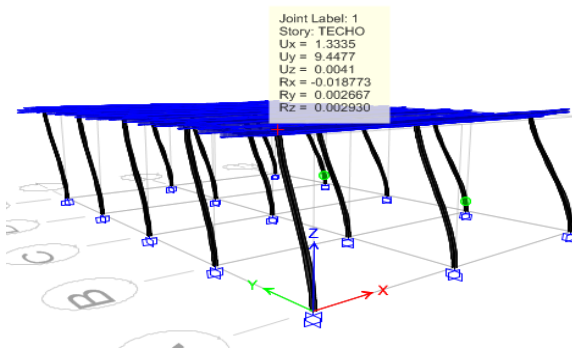 Joint Label: 1
Story: TECHO
Ux = 1.3335
Uy = 9.4477
Uz = 0.0041
Rx = -0.018773
Ry = 0.002667
Rz = 0.002930
Z
Y
X
C
B